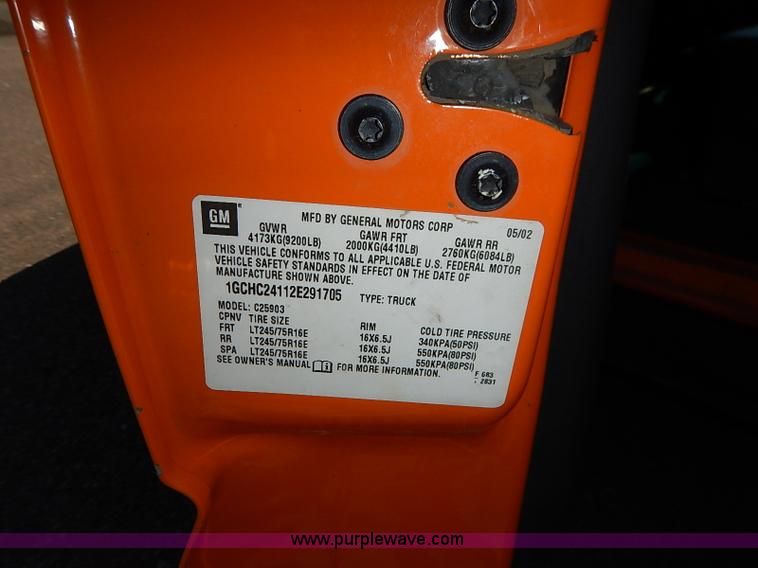 GM
MFD BY GENERAL MOTORS CORP
05/02
GVWR GAWR FRT GAWR RR
4173KG(9200LB) 2000KG(4410LB) 2760KG(6084LB)
THIS VEHICLE CONFORMS TO ALL APPLICABLE U.S. FEDERAL MOTOR
VEHICLE SAFETY STANDARDS IN EFFECT ON THE DATE OF
MANUFACTURE SHOWN ABOVE.
1GCHC24112E291705 TYPE: TRUCK
MODEL: C25903
CPNV TIRE SIZE RIM COLD TIRE PRESSURE
FRT LT245/75R16E 16X6.5J 340KPA(50PSI)
RR LT245/75R16E 16X6.5J 550KPA(80PSI)
SPA LT245/75R16E 16X6.5J 550KPA(80PSI)
SEE OWNER'S MANUAL FOR MORE INFORMATION.
F 683
2831
www.purplewave.com